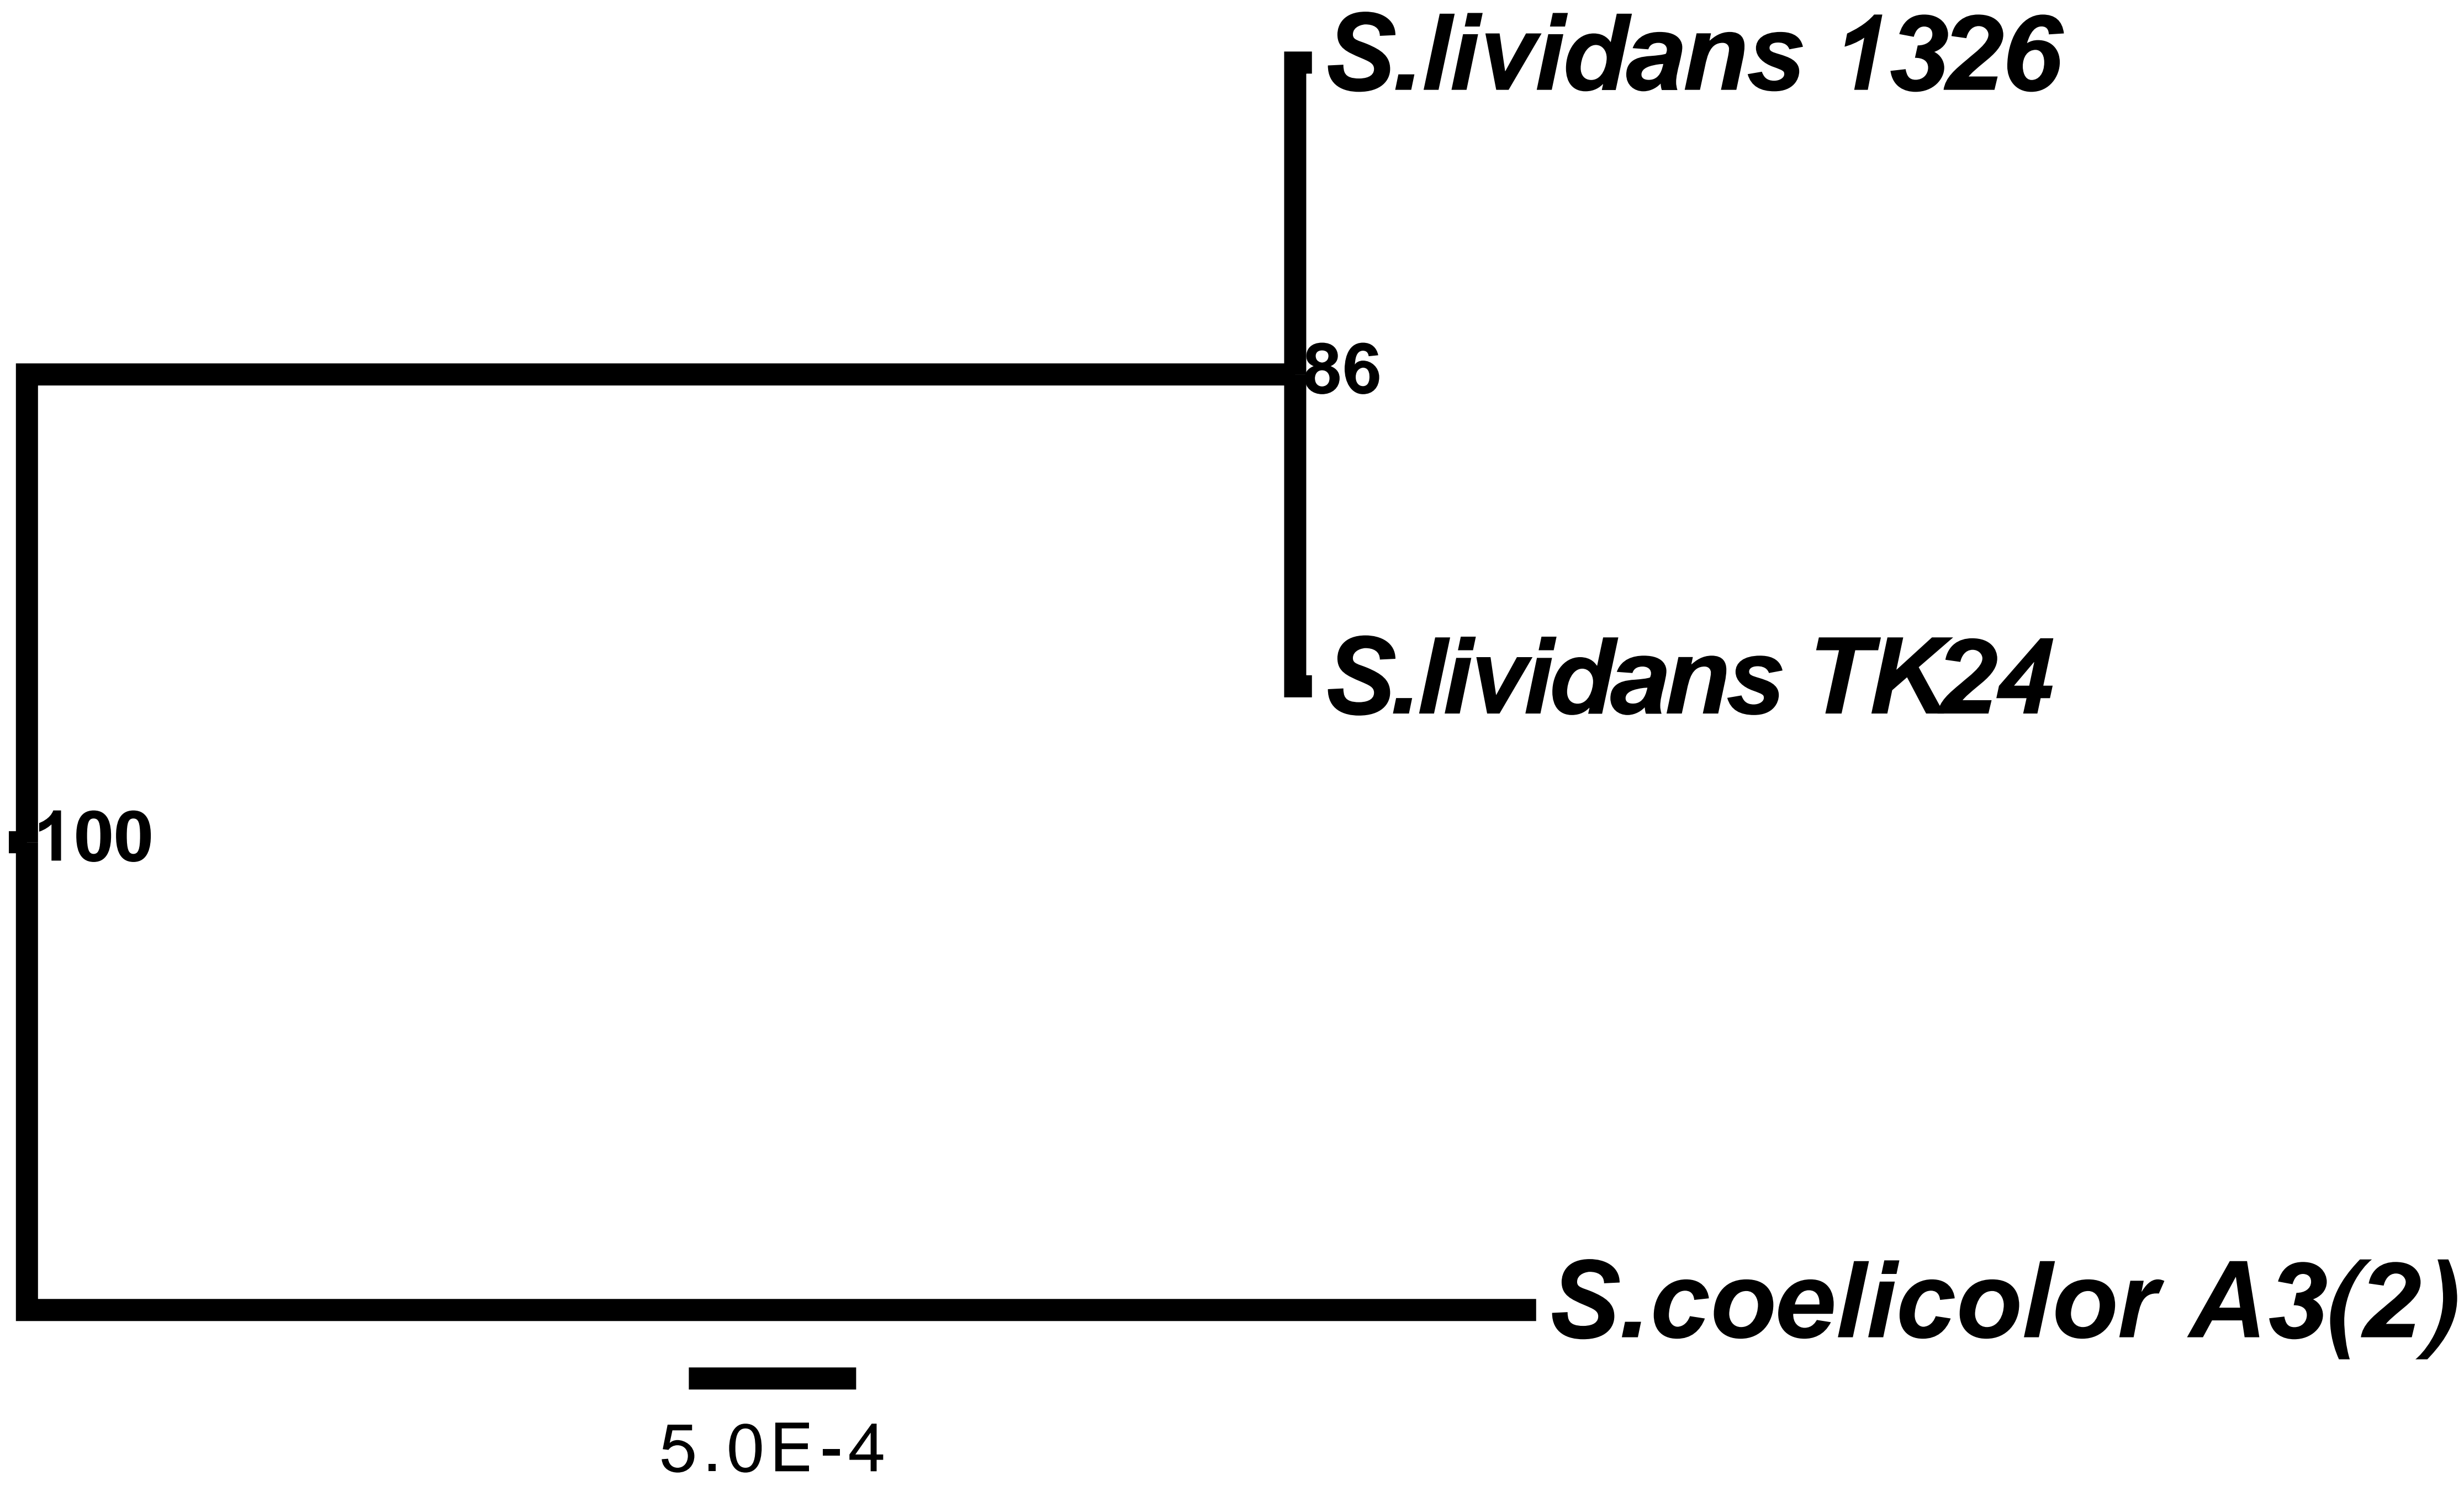 S.lividans 1326
86
S.lividans TK24
100
S.coelicolor A3(2)
5.0E-4